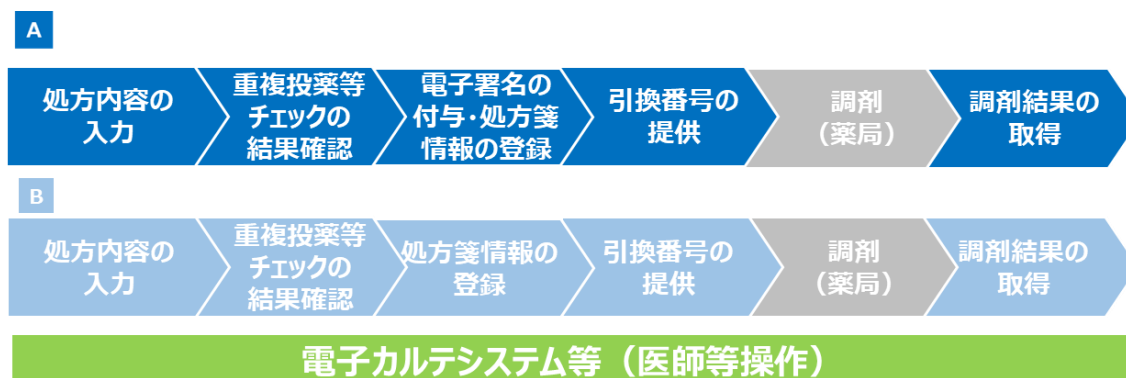 A
処方内容の
入力
重複投薬等
チェックの
結果確認
電子署名の
付与・処方箋
情報の登録
引換番号の
提供
調剤
（薬局）
調剤結果の
取得
B
処方内容の
入力
重複投薬等
チェックの
結果確認
処方箋情報の
登録
引換番号の
提供
調剤
（薬局）
調剤結果の
取得
電子カルテシステム等（医師等操作）